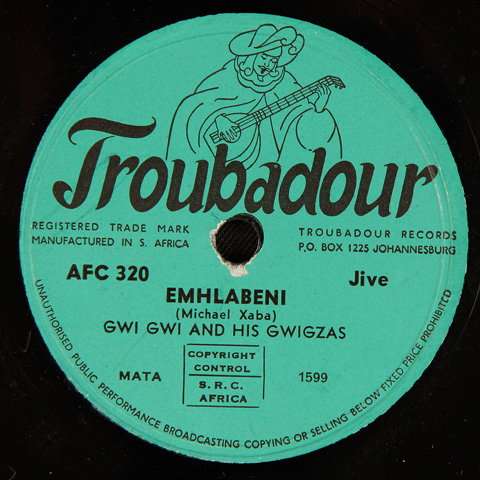 Troubadour
REGISTERED TRADE MARK
MANUFACTURED IN S. AFRICA
TROUBADOUR RECORDS
P.O. BOX 1225 JOHANNESBURG
AFC 320
Jive
EMHLABENI
(Michael Xaba)
GWI GWI AND HIS GWIGZAS
COPYRIGHT
CONTROL
S. R. C.
AFRICA
MATA 1599
UNAUTHORISED PUBLIC PERFORMANCE BROADCASTING COPYING OR SELLING BELOW FIXED PRICE PROHIBITED